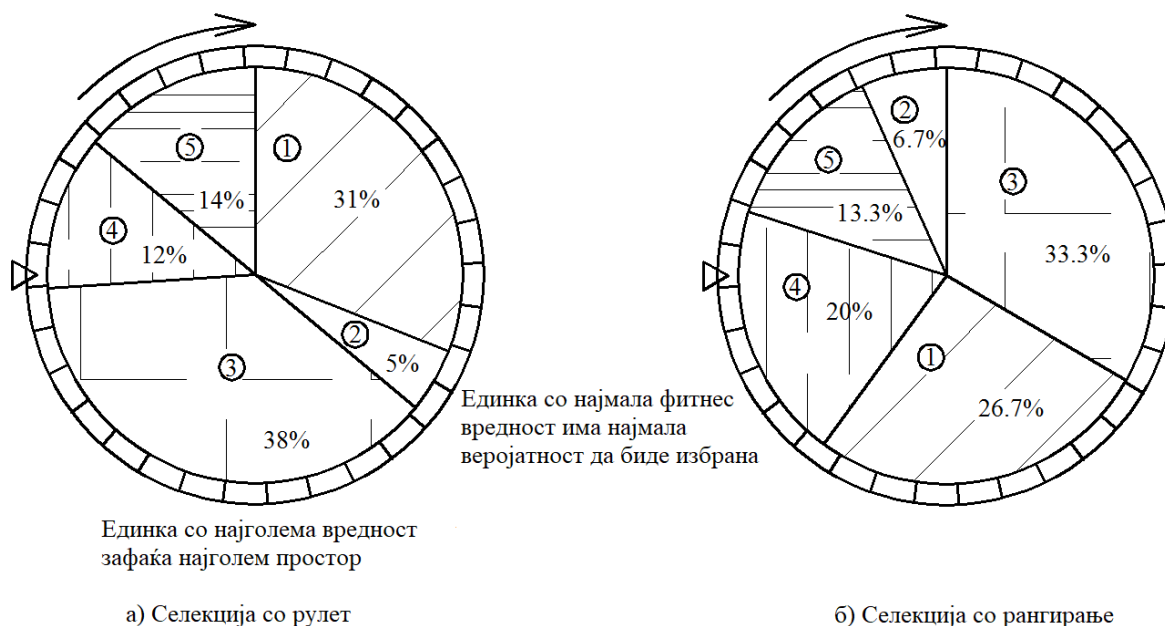 5
1
14%
31%
4
12%
2
5%
3
38%
Единка со најмала фитнес
вредност има најмала
веројатност да биде избрана
Единка со најголема вредност
зафаќа најголем простор
а) Селекција со рулет
2
6.7%
5
13.3%
3
33.3%
4
20%
1
26.7%
б) Селекција со рангирање